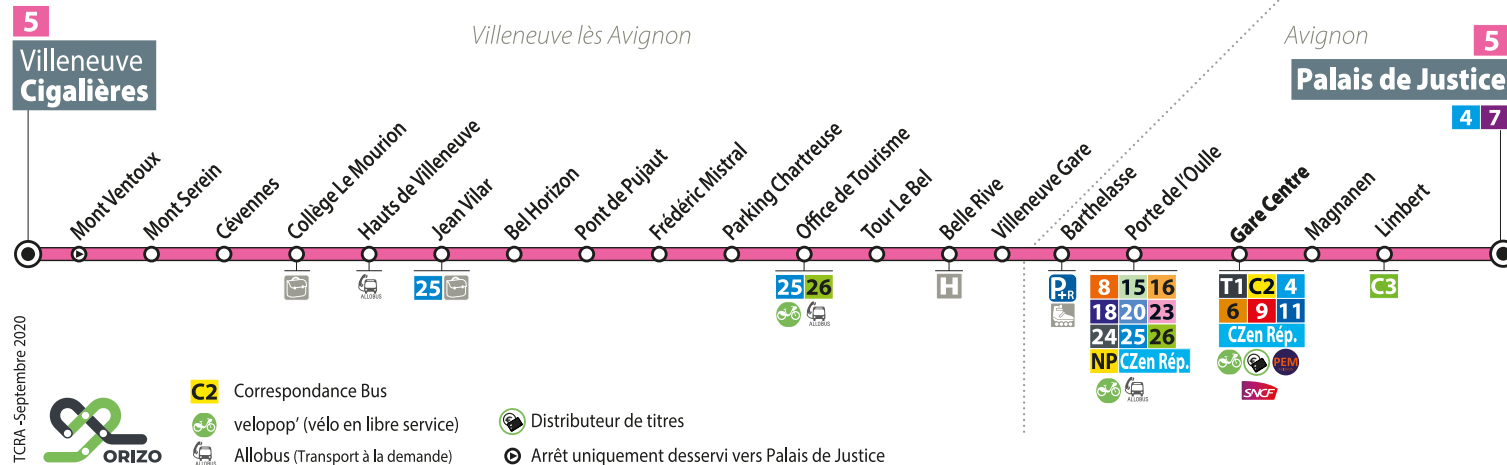 5
Villeneuve
Cigalières
Villeneuve lès Avignon
Avignon
5
Palais de Justice
4 7
Mont Ventoux
Mont Serein
Cévennes
Collège Le Mourion
Hauts de Villeneuve
Jean Vilar
Bel Horizon
Pont de Pujaut
Frédéric Mistral
Parking Chartreuse
Office de Tourisme
Tour Le Bel
Belle Rive
Villeneuve Gare
Barthelasse
Porte de l'Oulle
Gare Centre
Magnanen
Limbert
ALLOBUS
25
25 26
ALLOBUS
H
P+R
8 15 16
18 20 23
24 25 26
NP CZen Rép.
ALLOBUS
T1 C2 4
6 9 11
CZen Rép.
PEM
SNCF
C3
TCRA -Septembre 2020
ORIZO
C2 Correspondance Bus
velopop' (vélo en libre service)
ALLOBUS Allobus (Transport à la demande)
Distributeur de titres
Arrêt uniquement desservi vers Palais de Justice